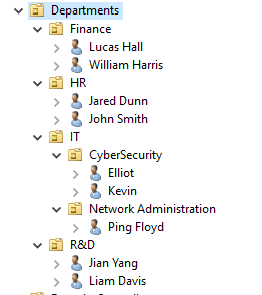 Departments
Finance
Lucas Hall
William Harris
HR
Jared Dunn
John Smith
IT
CyberSecurity
Elliot
Kevin
Network Administration
Ping Floyd
R&D
Jian Yang
Liam Davis